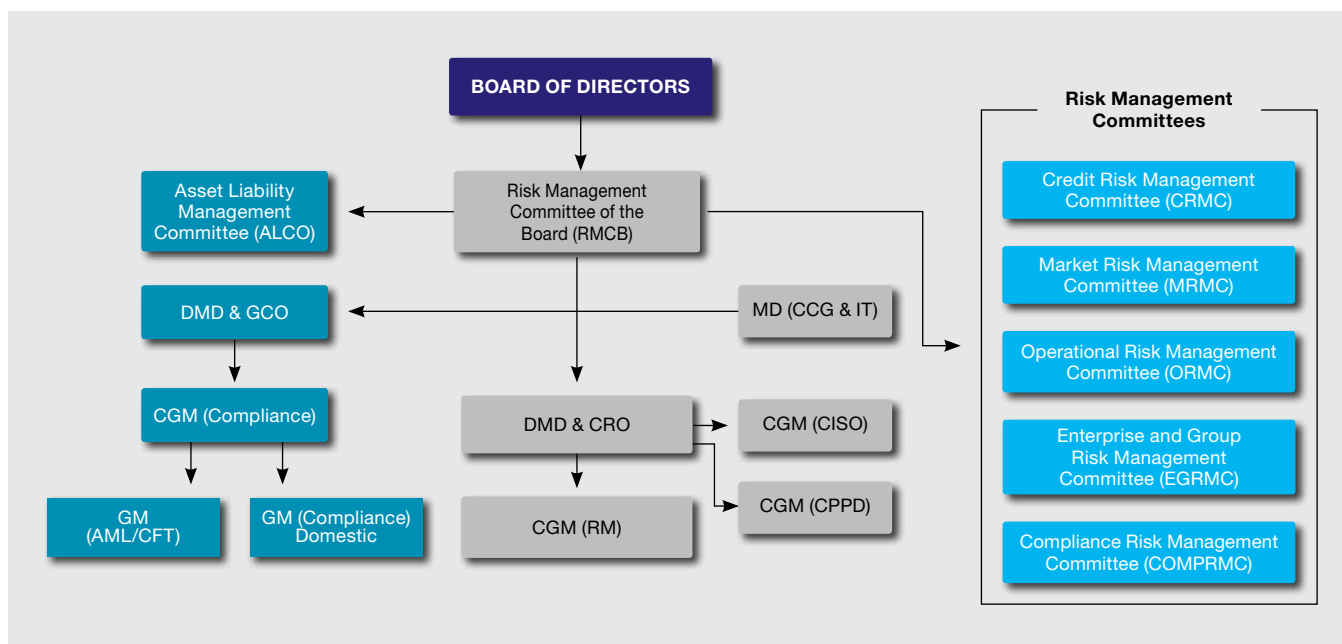 BOARD OF DIRECTORS
Asset Liability
Management
Committee (ALCO)
Risk Management
Committee of the
Board (RMCB)
DMD & GCO
MD (CCG & IT)
CGM (Compliance)
DMD & CRO
CGM (CISO)
GM
(AML/CFT)
GM (Compliance)
Domestic
CGM (RM)
CGM (CPPD)
Risk Management
Committees
Credit Risk Management
Committee (CRMC)
Market Risk Management
Committee (MRMC)
Operational Risk Management
Committee (ORMC)
Enterprise and Group
Risk Management
Committee (EGRMC)
Compliance Risk Management
Committee (COMPRMC)